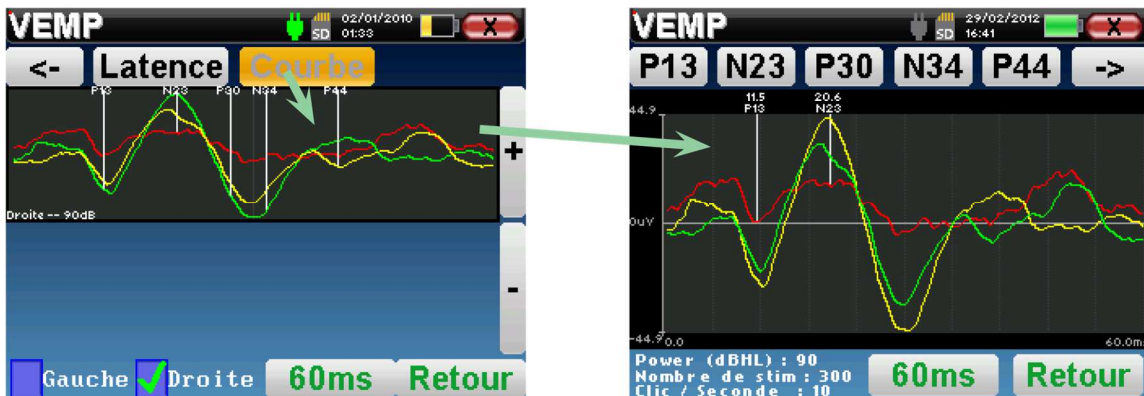 VEMP SD 02/01/2010 01:33 X
<- Latence Courbe
P13 N23 P30 N34 P44
+
Droite -- 90dB
-
Gauche Droite 60ms Retour
VEMP SD 29/02/2012 16:41 X
P13 N23 P30 N34 P44 ->
11.5 20.6
P13 N23
44.9
0uV
-44.9
0.0 60.0m
Power (dBHL) : 90
Nombre de stim : 300
Clic / Seconde : 10
60ms Retour